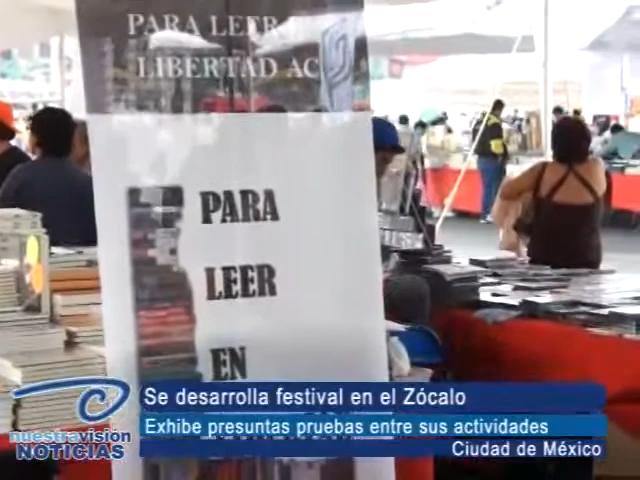 PARA LEER
LIBERTAD AC
PARA
LEER
EN
Se desarrolla festival en el Zócalo
Exhibe presuntas pruebas entre sus actividades
Ciudad de México
nuestravisión
NOTICIAS